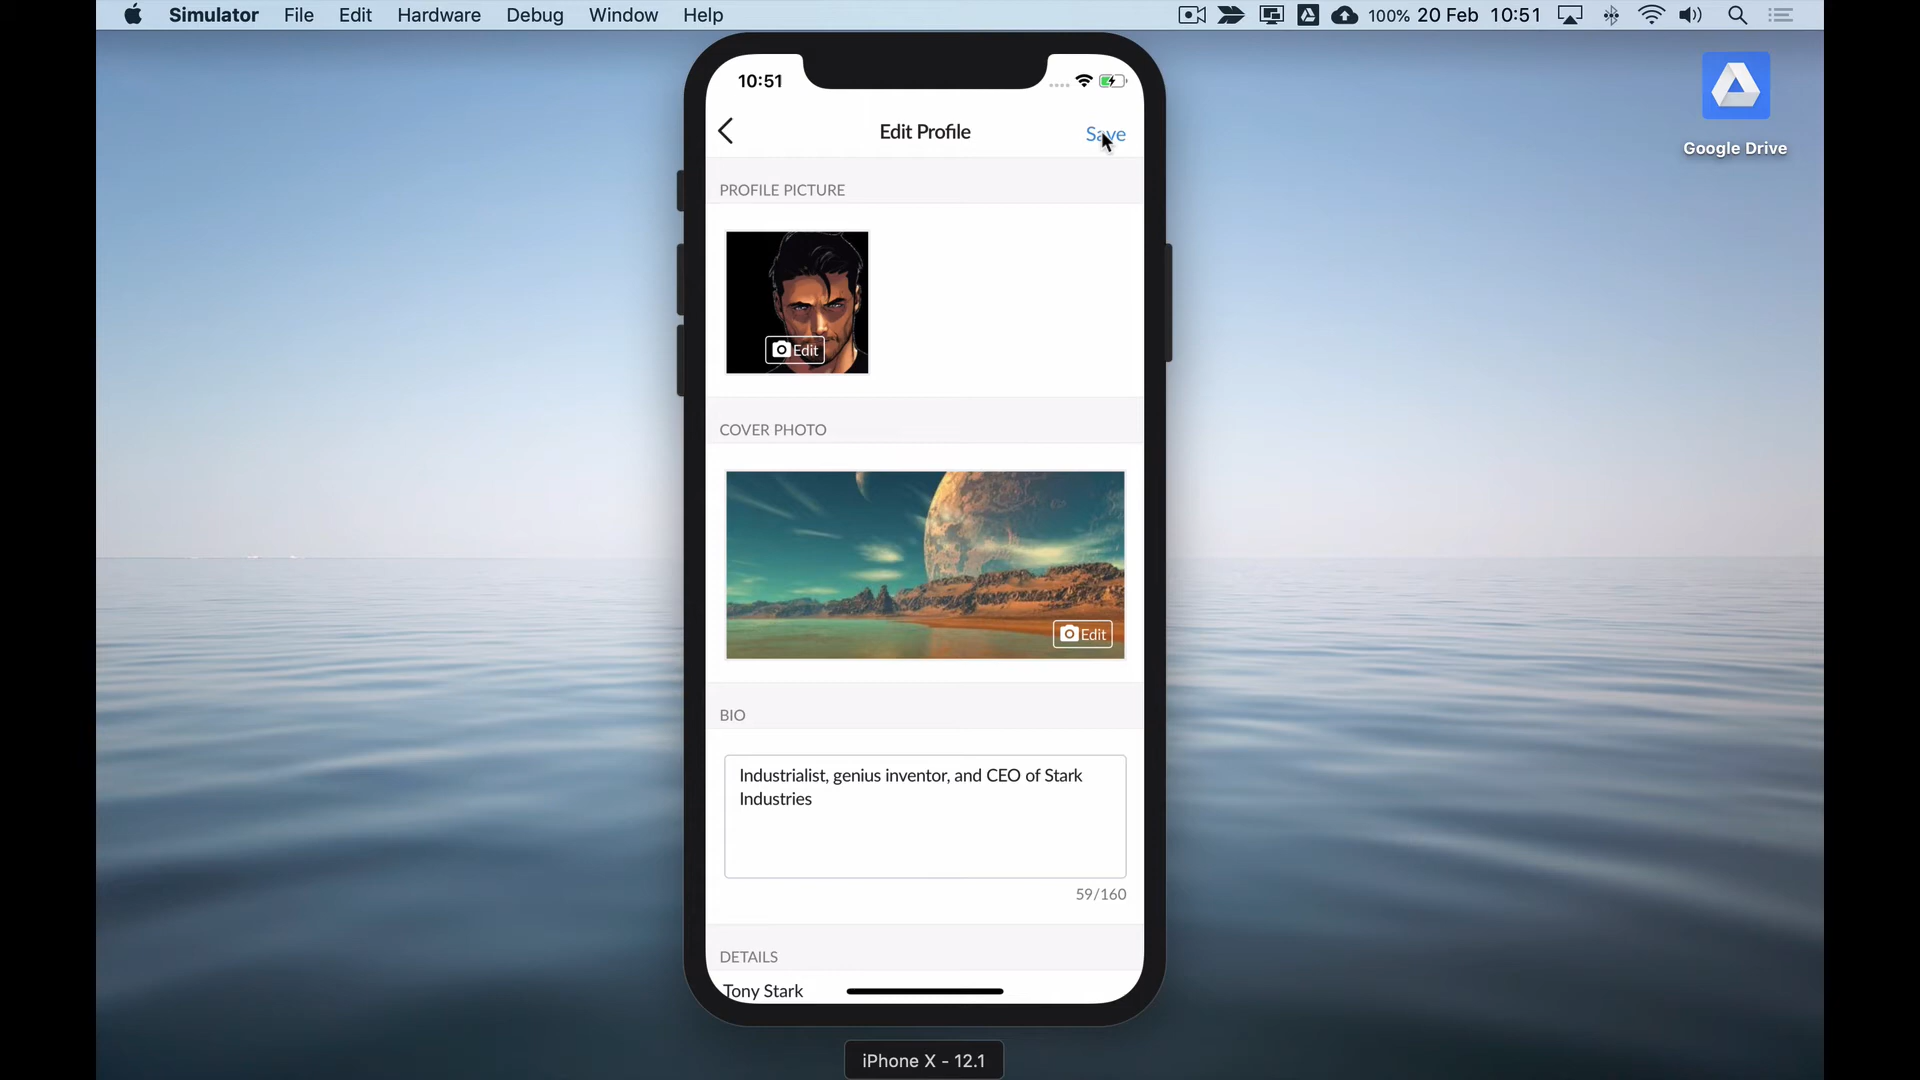 Simulator File Edit Hardware Debug Window Help 100% 20 Feb 10:51
Google Drive
10:51
Edit Profile Save
PROFILE PICTURE
Edit
COVER PHOTO
Edit
BIO
Industrialist, genius inventor, and CEO of Stark
Industries
59/160
DETAILS
Tony Stark
iPhone X - 12.1